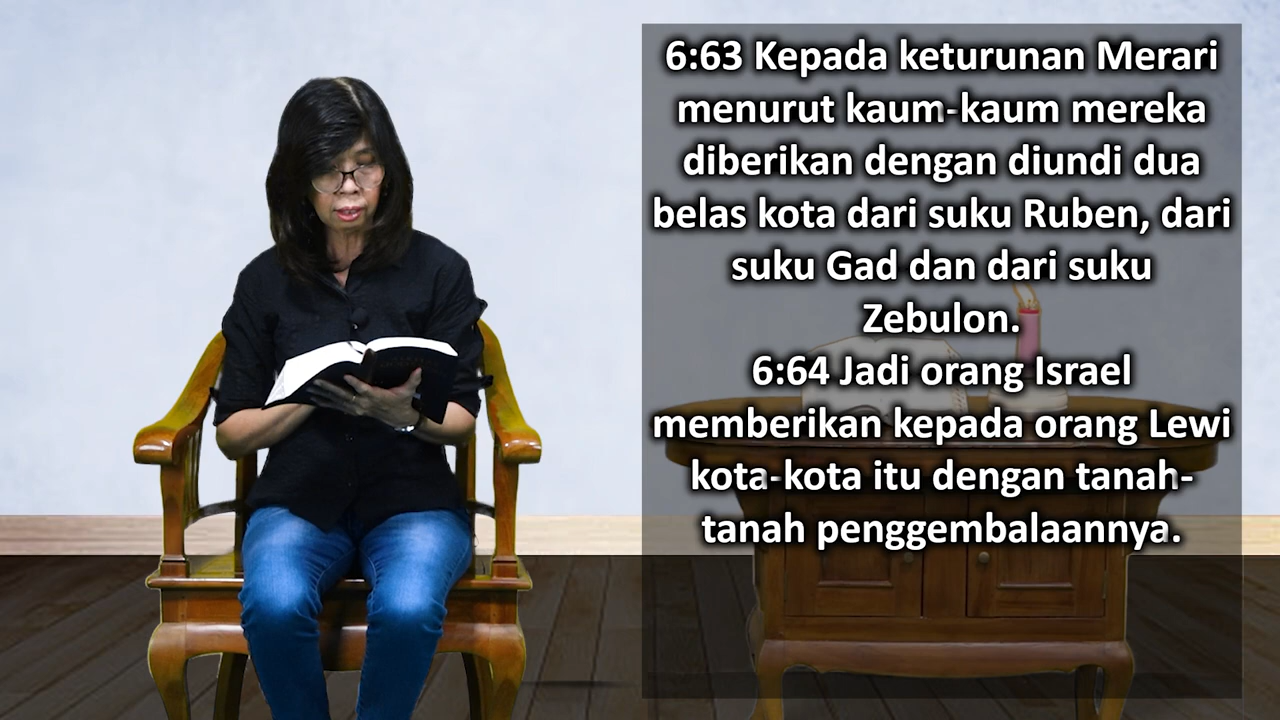 6:63 Kepada keturunan Merari
menurut kaum-kaum mereka
diberikan dengan diundi dua
belas kota dari suku Ruben, dari
suku Gad dan dari suku
Zebulon.
6:64 Jadi orang Israel
memberikan kepada orang Lewi
kota-kota itu dengan tanah-
tanah penggembalaannya.